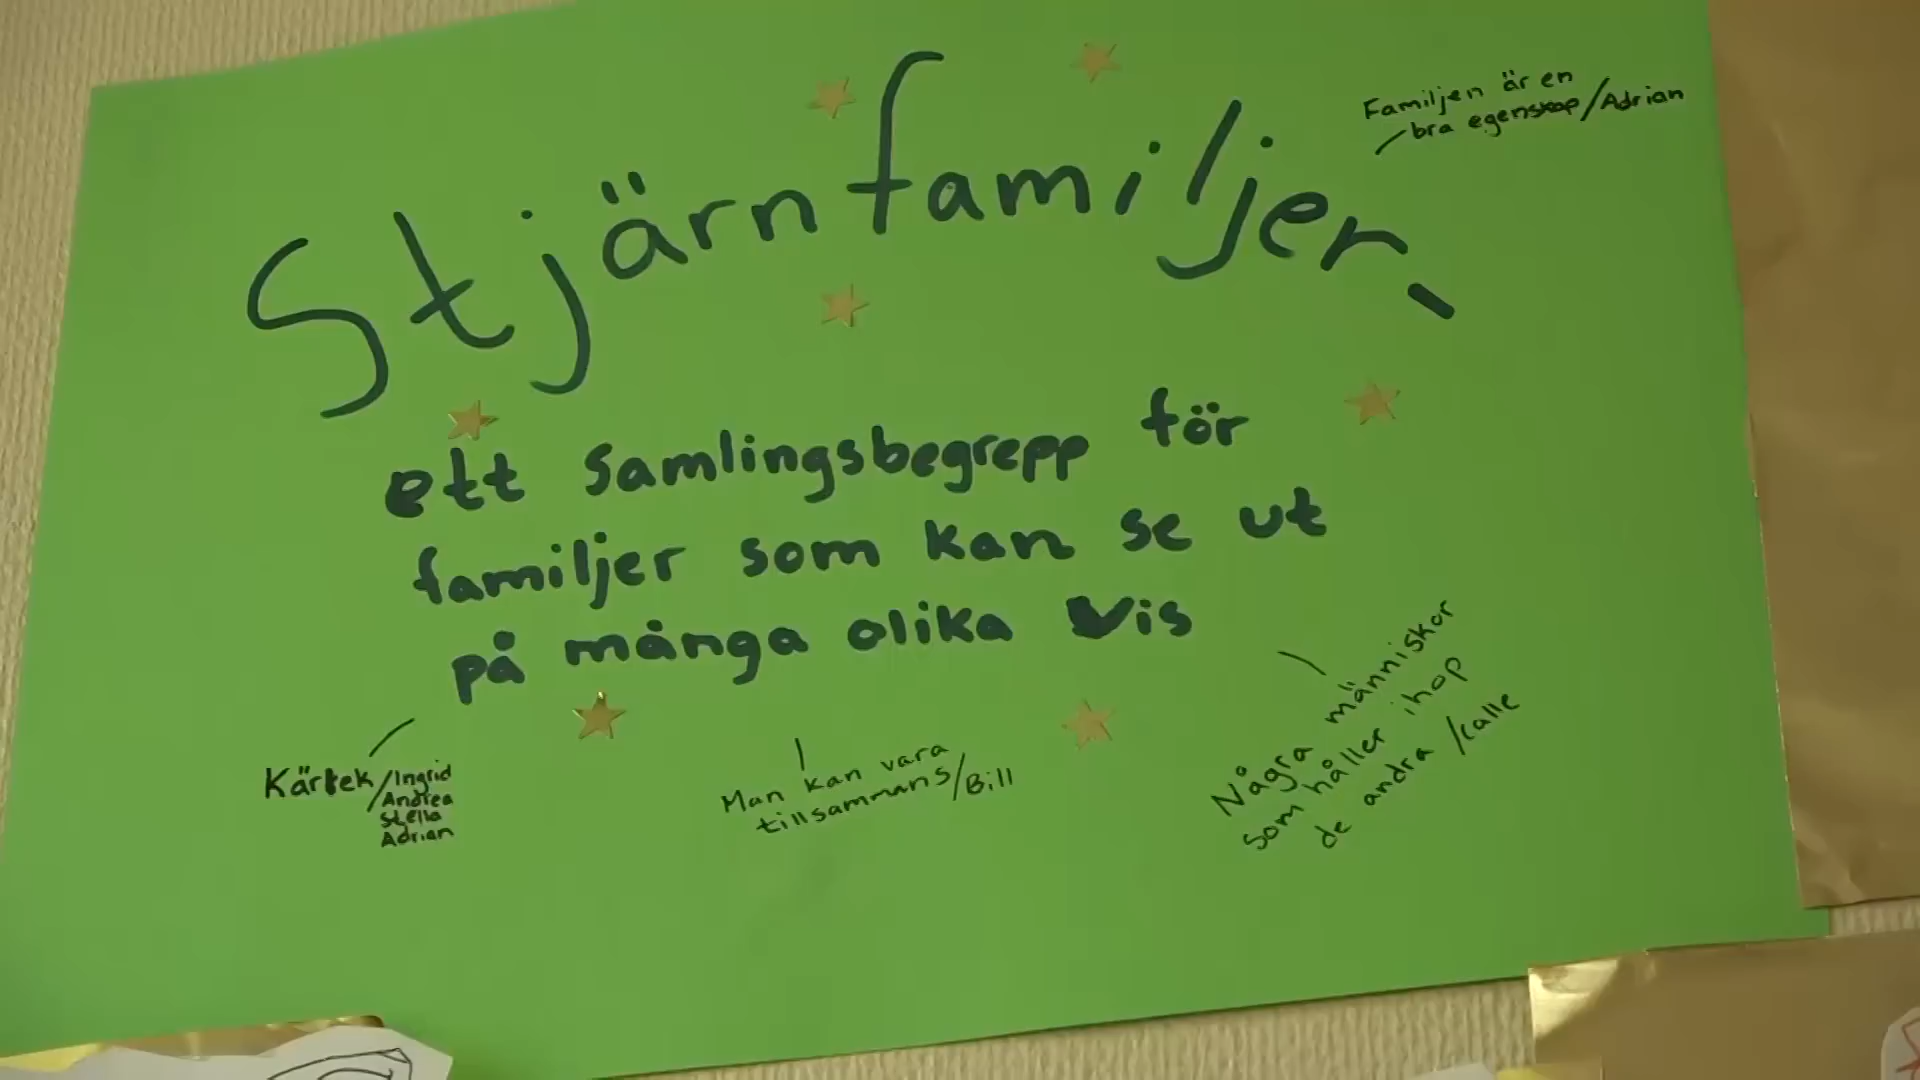 Stjärnfamiljer-
Familjen är en
bra egenskap/Adrian
ett samlingsbegrepp för
familjer som kan se ut
på många olika vis
Kärlek/Ingrid
Andrea
Stella
Adrian
Man kan vara
tillsammans/Bill
Några människor
som håller ihop
de andra /Calle